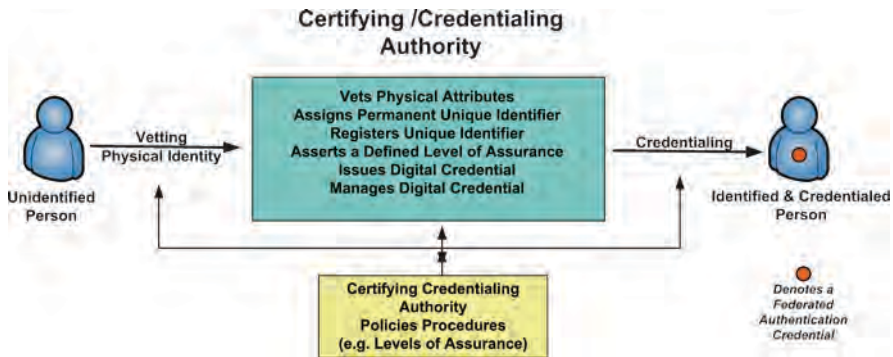 Certifying /Credentialing
Authority
Vets Physical Attributes
Assigns Permanent Unique Identifier
Registers Unique Identifier
Asserts a Defined Level of Assurance
Issues Digital Credential
Manages Digital Credential
Vetting
Physical Identity
Credentialing
Unidentified
Person
Identified & Credentialed
Person
Certifying Credentialing
Authority
Policies Procedures
(e.g. Levels of Assurance)
Denotes a
Federated
Authentication
Credential